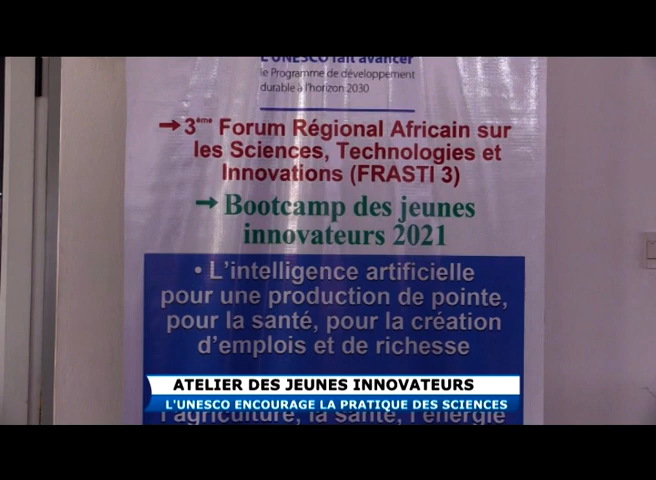 L'UNESCO fait avancer
le Programme de développement
durable à l'horizon 2030
→ 3ème Forum Régional Africain sur
les Sciences, Technologies et
Innovations (FRASTI 3)
→ Bootcamp des jeunes
innovateurs 2021
• L'intelligence artificielle
pour une production de pointe,
pour la santé, pour la création
d'emplois et de richesse
ATELIER DES JEUNES INNOVATEURS
L'UNESCO ENCOURAGE LA PRATIQUE DES SCIENCES
l'agriculture, la santé, l'énergie